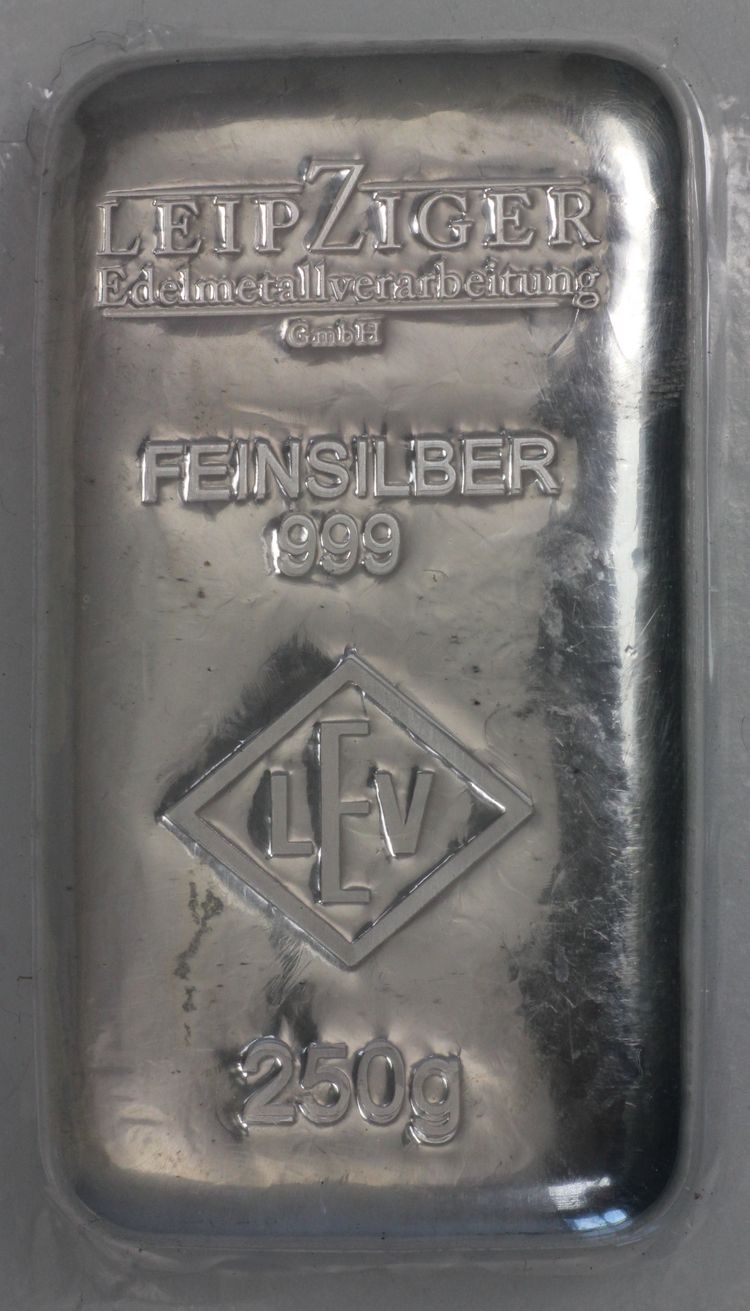 LEIPZIGER
Edelmetallverarbeitung
GmbH
FEINSILBER
999
LEV
250g